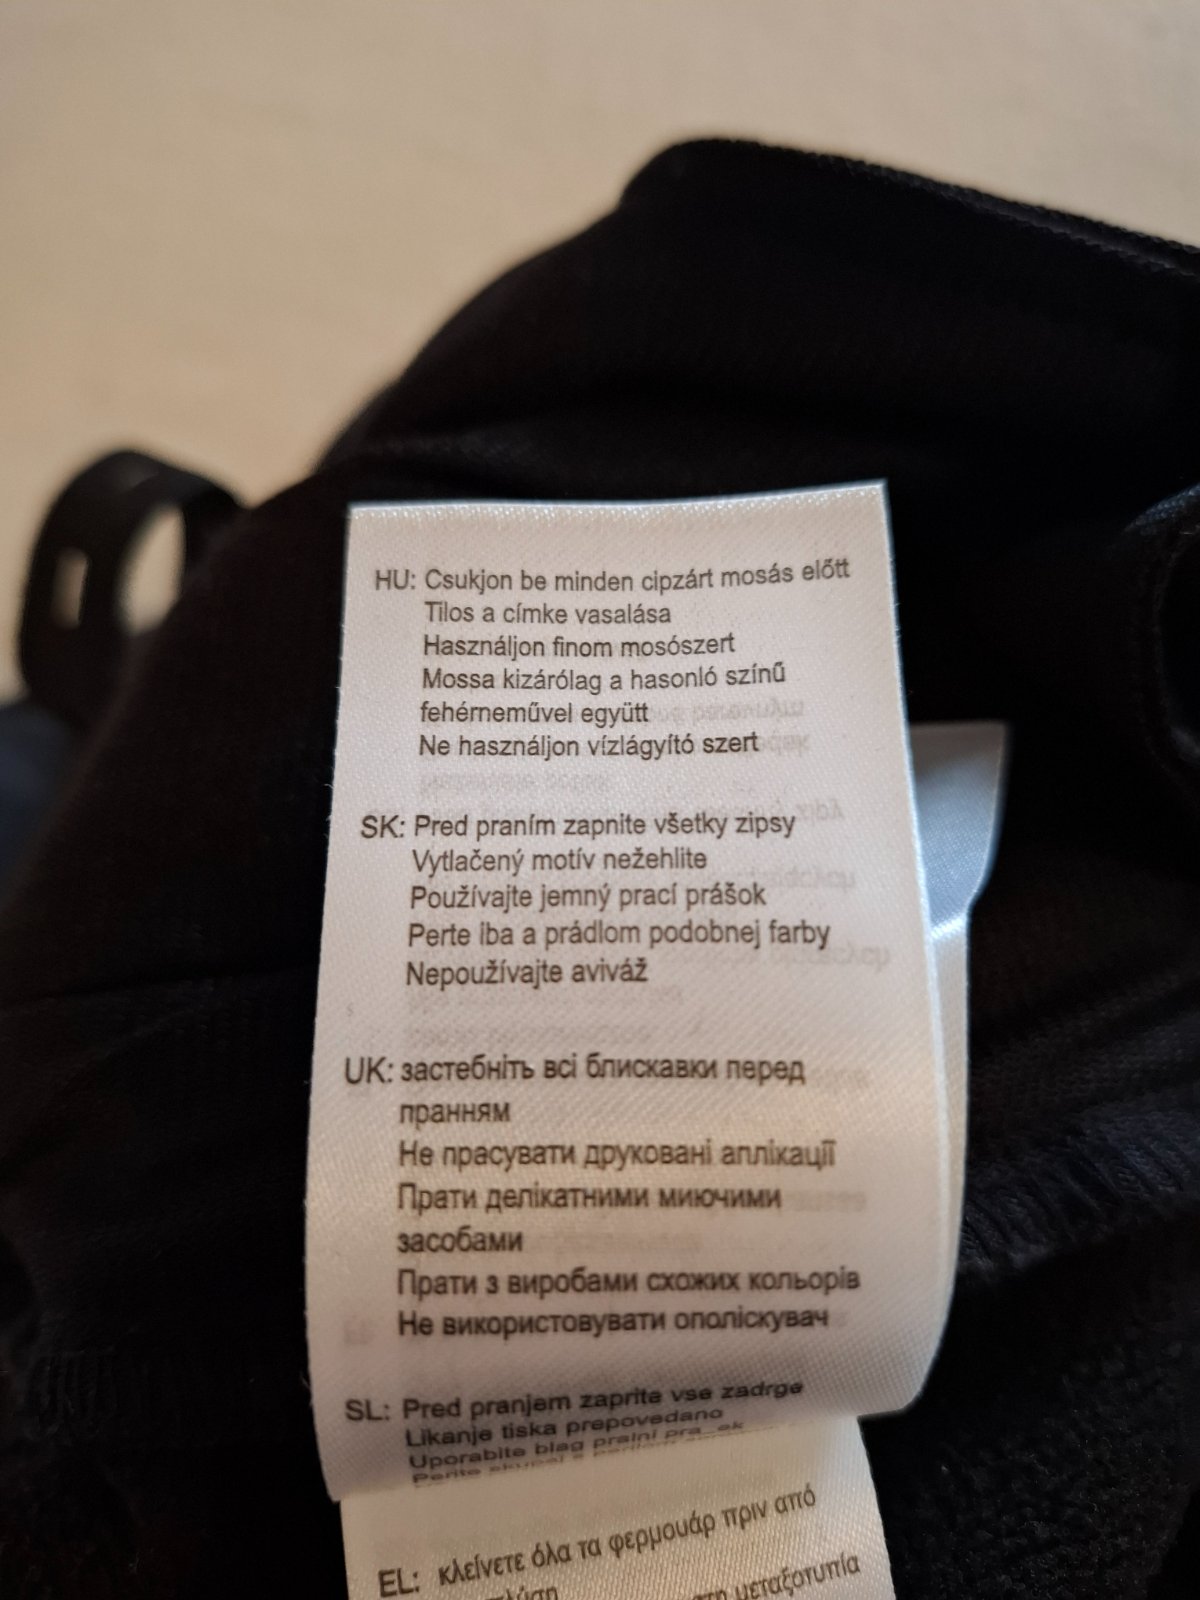 HU: Csukjon be minden cipzárt mosás előtt
Tilos a címke vasalása
Használjon finom mosószert
Mossa kizárólag a hasonló színű
fehérneművel együtt
Ne használjon vízlágyító szert
SK: Pred praním zapnite všetky zipsy
Vytlačený motív nežehlite
Používajte jemný prací prášok
Perte iba a prádlom podobnej farby
Nepoužívajte aviváž
UK: застебніть всі блискавки перед
пранням
Не прасувати друковані аплікації
Прати делікатними миючими
засобами
Прати з виробами схожих кольорів
Не використовувати ополіскувач
SL: Pred pranjem zaprite vse zadrge
Likanje tiska prepovedano
Uporabite blag pralni pra_ek
Perite skupaj s
EL: κλείνετε όλα τα φερμουάρ πριν από
μεταξοτυπία